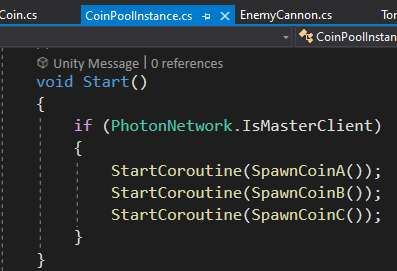 Coin.cs CoinPoolInstance.cs EnemyCannon.cs Tor
CoinPoolInstan
Unity Message | 0 references
void Start()
{
if (PhotonNetwork.IsMasterClient)
{
StartCoroutine(SpawnCoinA());
StartCoroutine(SpawnCoinB());
StartCoroutine(SpawnCoinC());
}
}